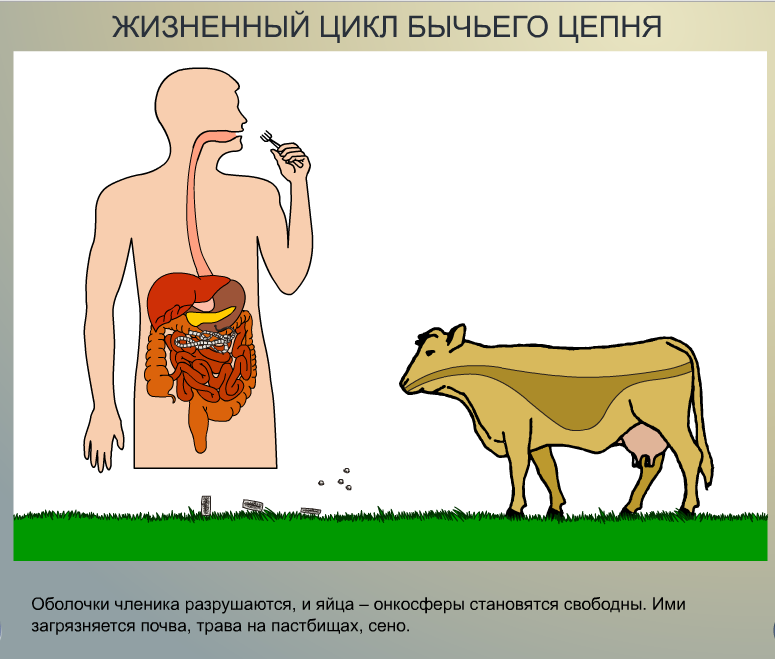 ЖИЗНЕННЫЙ ЦИКЛ БЫЧЬЕГО ЦЕПНЯ
Оболочки членика разрушаются, и яйца – онкосферы становятся свободны. Ими
загрязняется почва, трава на пастбищах, сено.